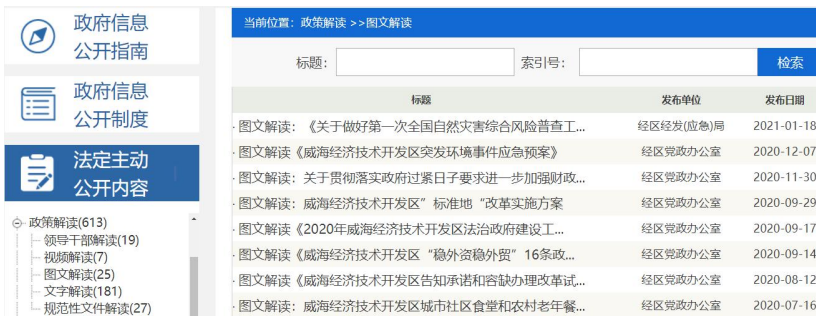 政府信息
公开指南
政府信息
公开制度
法定主动
公开内容
政策解读(613)
领导干部解读(19)
视频解读(7)
图文解读(25)
文字解读(181)
规范性文件解读(27)
当前位置：政策解读 >>图文解读
标题： 索引号： 检索
标题 发布单位 发布日期
· 图文解读：《关于做好第一次全国自然灾害综合风险普查工... 经区经发(应急)局 2021-01-18
· 图文解读《威海经济技术开发区突发环境事件应急预案》 经区党政办公室 2020-12-07
· 图文解读：关于贯彻落实政府过紧日子要求进一步加强财政... 经区党政办公室 2020-11-30
· 图文解读：威海经济技术开发区”标准地“改革实施方案 经区党政办公室 2020-09-29
· 图文解读《2020年威海经济技术开发区法治政府建设工... 经区党政办公室 2020-09-17
· 图文解读《威海经济技术开发区“稳外资稳外贸”16条政... 经区党政办公室 2020-09-14
· 图文解读《威海经济技术开发区告知承诺和容缺办理改革试... 经区党政办公室 2020-08-12
· 图文解读：威海经济技术开发区城市社区食堂和农村老年餐... 经区党政办公室 2020-07-16